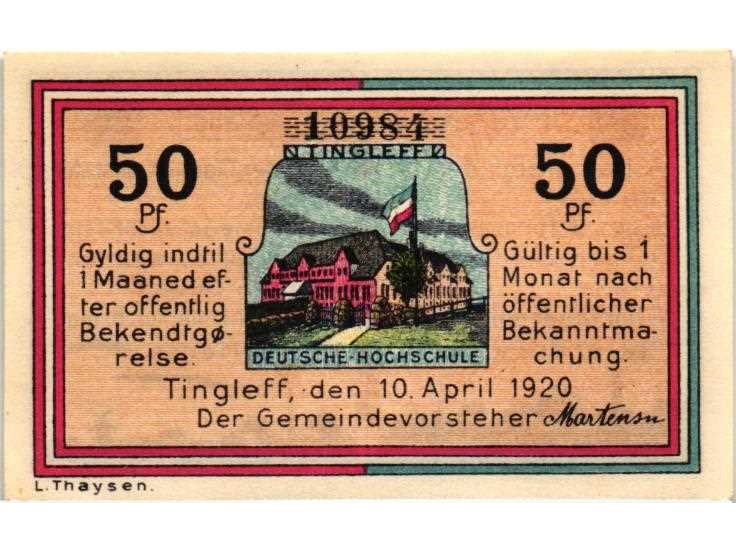 10984
TINGLEFF
50
Pf.
Gyldig indtil
1 Maaned ef-
ter offentlig
Bekendtgø-
relse.
50
Pf.
Gültig bis 1
Monat nach
öffentlicher
Bekanntma-
chung.
DEUTSCHE-HOCHSCHULE
Tingleff, den 10. April 1920
Der Gemeindevorsteher Martensen
L. Thaysen.